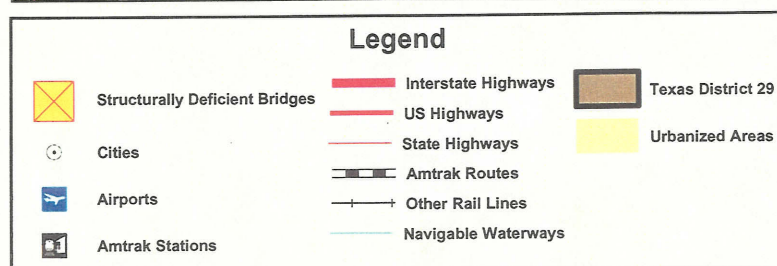 Legend
Structurally Deficient Bridges
Cities
Airports
Amtrak Stations
Interstate Highways
US Highways
State Highways
Amtrak Routes
Other Rail Lines
Navigable Waterways
Texas District 29
Urbanized Areas